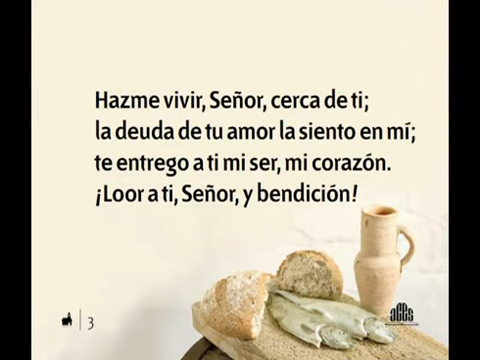 Hazme vivir, Señor, cerca de ti;
la deuda de tu amor la siento en mí;
te entrego a ti mi ser, mi corazón.
¡Loor a ti, Señor, y bendición!
3
aces